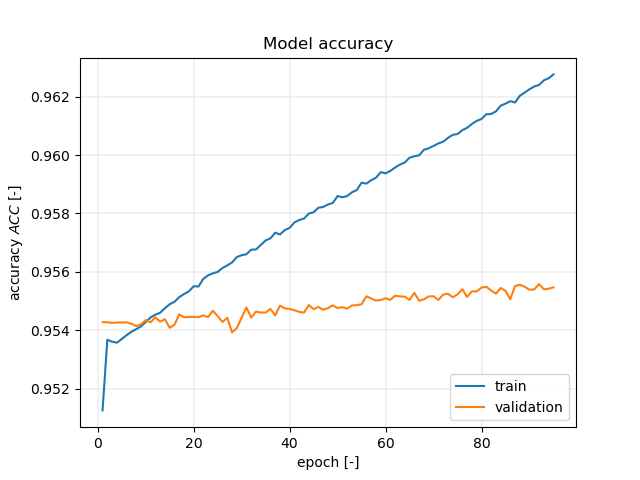 Model accuracy
accuracy ACC [-]
0.962
0.960
0.958
0.956
0.954
0.952
0 20 40 60 80
epoch [-]
train
validation